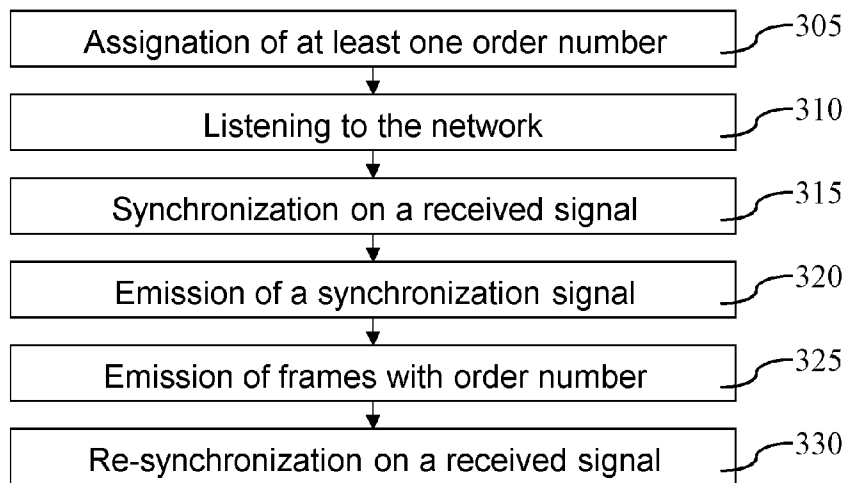 Assignation of at least one order number 305
Listening to the network 310
Synchronization on a received signal 315
Emission of a synchronization signal 320
Emission of frames with order number 325
Re-synchronization on a received signal 330